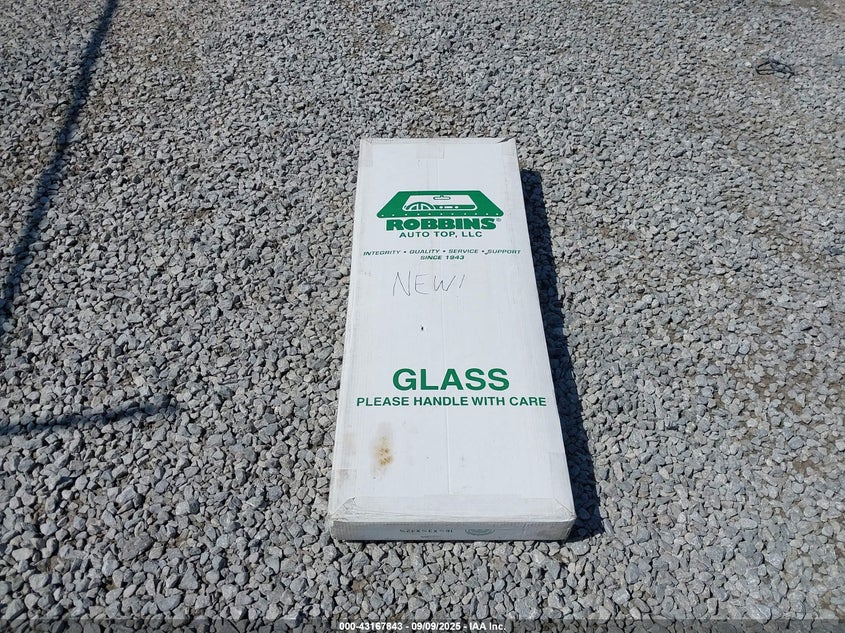 ROBBINS®
AUTO TOP, LLC
INTEGRITY • QUALITY • SERVICE • SUPPORT
SINCE 1943
NEW!
GLASS
PLEASE HANDLE WITH CARE
000-43167843 - 09/09/2025 - IAA Inc.